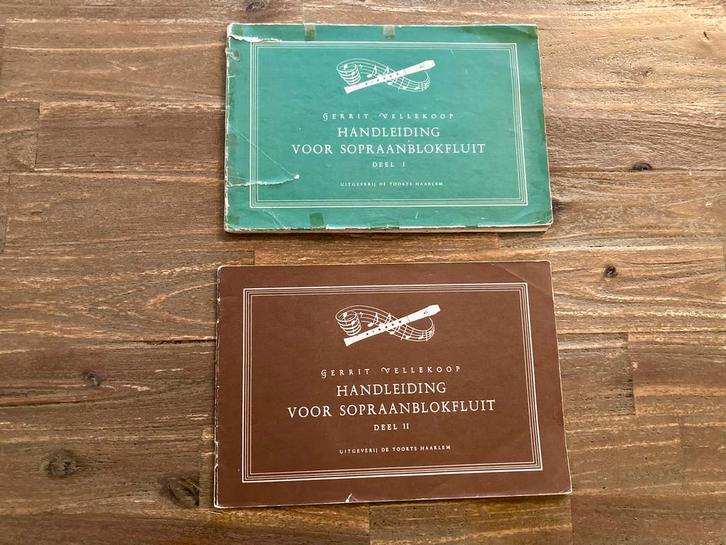 GERRIT VELLEKOOP
HANDLEIDING
VOOR SOPRAANBLOKFLUIT
DEEL I
UITGEVERIJ DE TOORTS HAARLEM
GERRIT VELLEKOOP
HANDLEIDING
VOOR SOPRAANBLOKFLUIT
DEEL II
UITGEVERIJ DE TOORTS HAARLEM